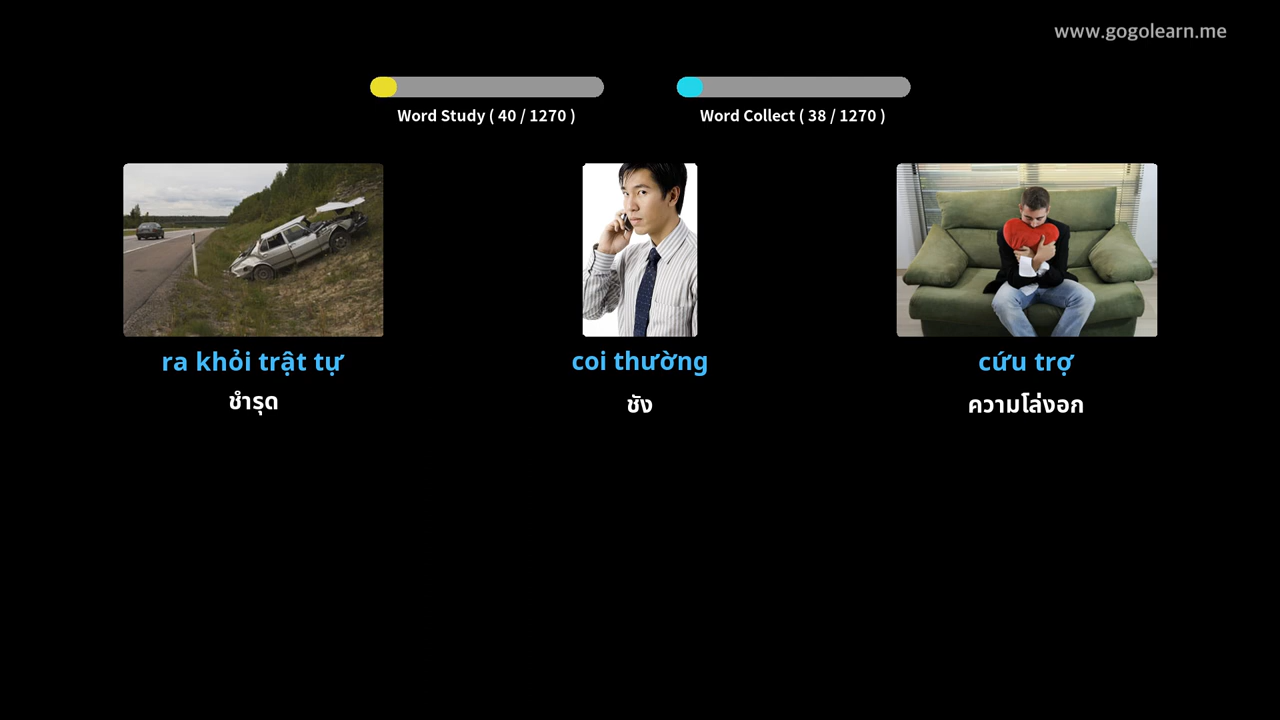 www.gogolearn.me
Word Study ( 40 / 1270 )
Word Collect ( 38 / 1270 )
ra khỏi trật tự
coi thường
cứu trợ
ชำรุด
ชัง
ความโล่งอก